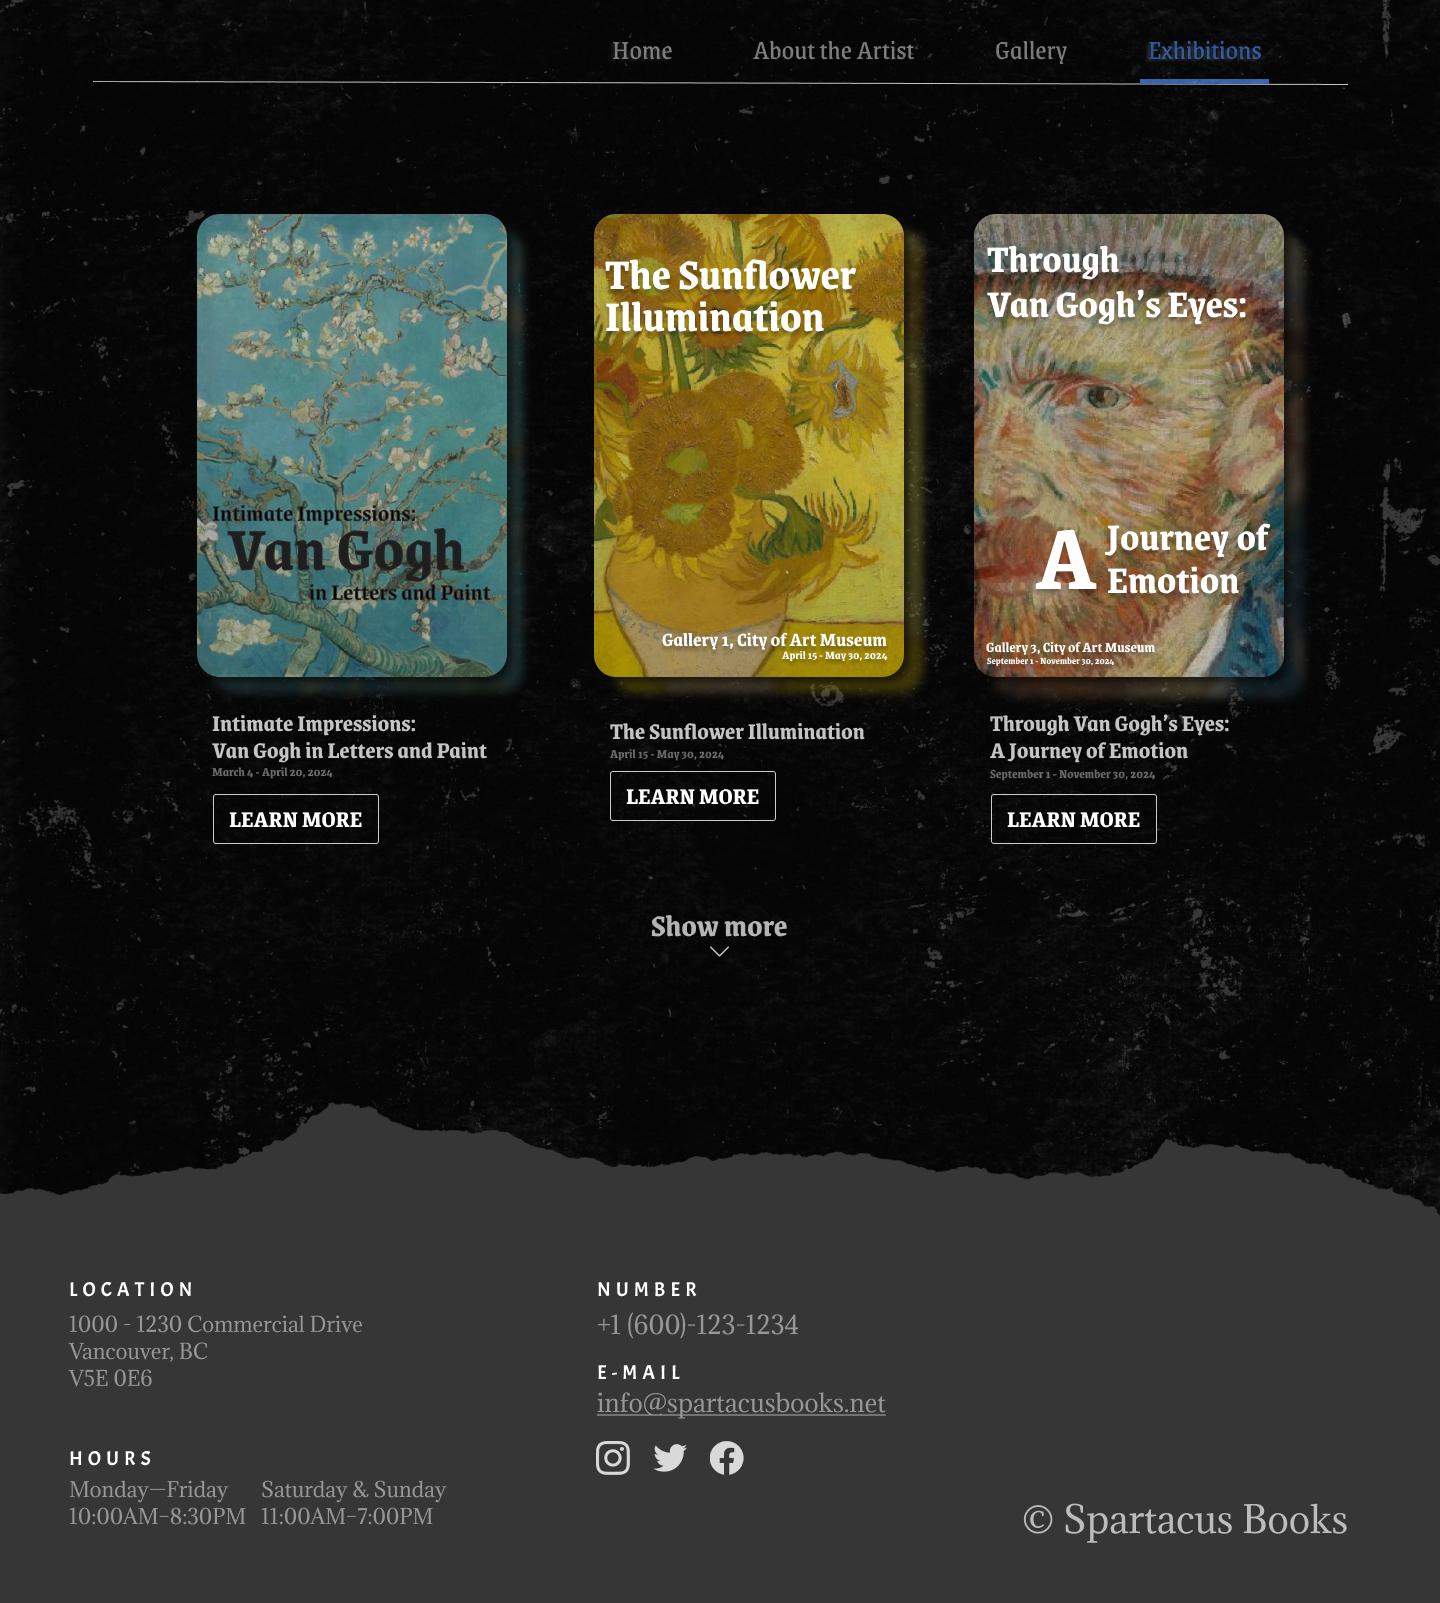 Home About the Artist Gallery Exhibitions
Intimate Impressions:
Van Gogh
in Letters and Paint
The Sunflower
Illumination
Gallery 1, City of Art Museum
April 15 - May 30, 2024
Through
Van Gogh's Eyes:
A Journey of
Emotion
Gallery 3, City of Art Museum
September 1 - November 30, 2024
Intimate Impressions:
Van Gogh in Letters and Paint
March 4 - April 20, 2024
LEARN MORE
The Sunflower Illumination
April 15 - May 30, 2024
LEARN MORE
Through Van Gogh's Eyes:
A Journey of Emotion
September 1 - November 30, 2024
LEARN MORE
Show more
LOCATION
1000 - 1230 Commercial Drive
Vancouver, BC
V5E 0E6
HOURS
Monday—Friday Saturday & Sunday
10:00AM–8:30PM 11:00AM–7:00PM
NUMBER
+1 (600)-123-1234
E-MAIL
info@spartacusbooks.net
© Spartacus Books